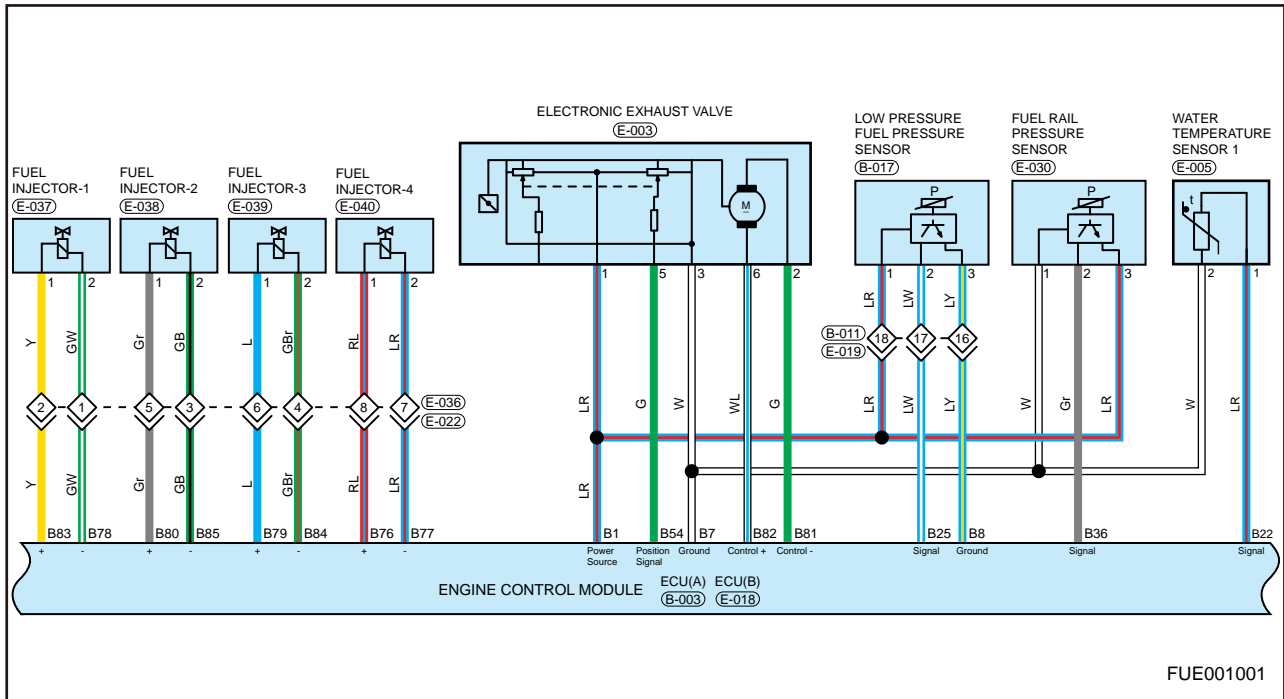 ELECTRONIC EXHAUST VALVE
E-003
LOW PRESSURE
FUEL PRESSURE
SENSOR
B-017
FUEL RAIL
PRESSURE
SENSOR
E-030
WATER
TEMPERATURE
SENSOR 1
E-005
FUEL
INJECTOR-1
E-037
FUEL
INJECTOR-2
E-038
FUEL
INJECTOR-3
E-039
FUEL
INJECTOR-4
E-040
M
P
P
t
1 2 1 2 1 2 1 2 1 5 3 6 2 1 2 3 1 2 3 2 1
LR LW LY
B-011
E-019
18 17 16
Y GW Gr GB L GBr RL LR
LR G W WL G
LR LW LY W Gr LR W LR
2 1 5 3 6 4 8 7
E-036
E-022
Y GW Gr GB L GBr RL LR LR
B83 B78 B80 B85 B79 B84 B76 B77 B1 B54 B7 B82 B81 B25 B8 B36 B22
+ - + - + - + -
Power
Source
Position
Signal
Ground
Control +
Control -
Signal
Ground
Signal
Signal
ENGINE CONTROL MODULE
ECU(A)
B-003
ECU(B)
E-018
FUE001001